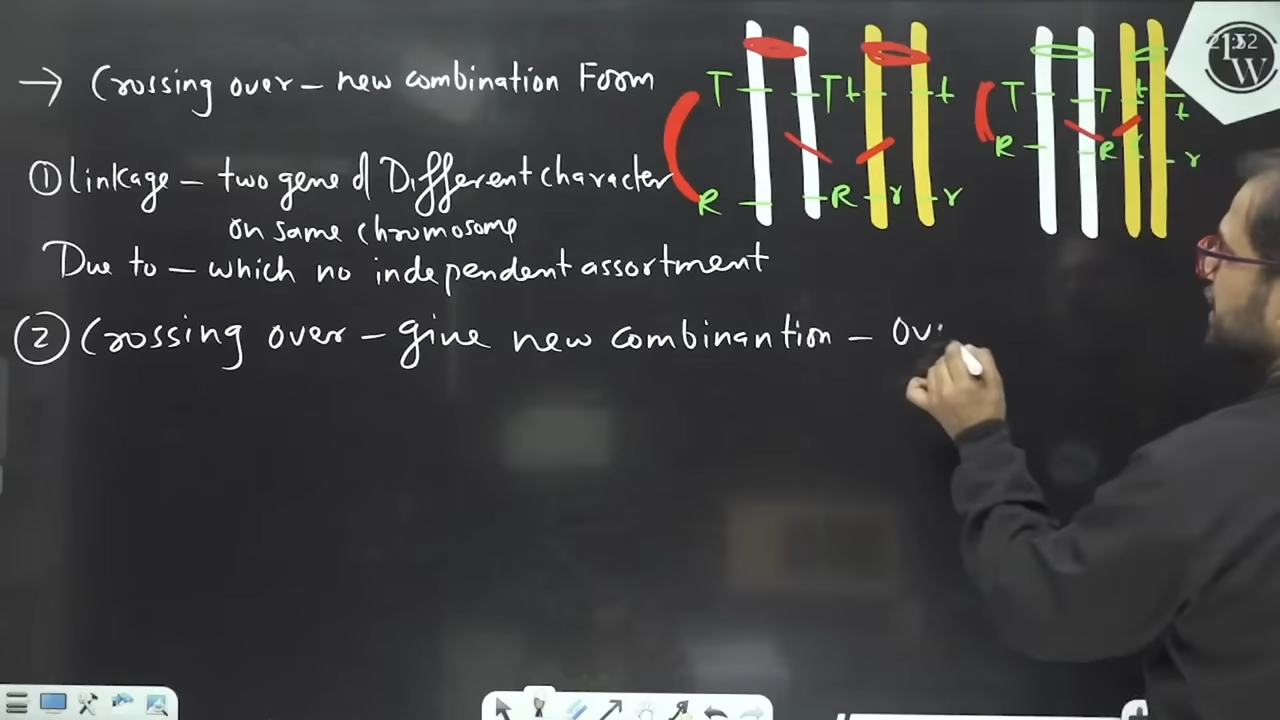 → Crossing over – new combination Form
① linkage – two gene of Different character
on same chromosome
Due to – which no independent assortment
② Crossing over – give new combinantion – Ov
T T t t
R R r r
T T t t
R R r
W